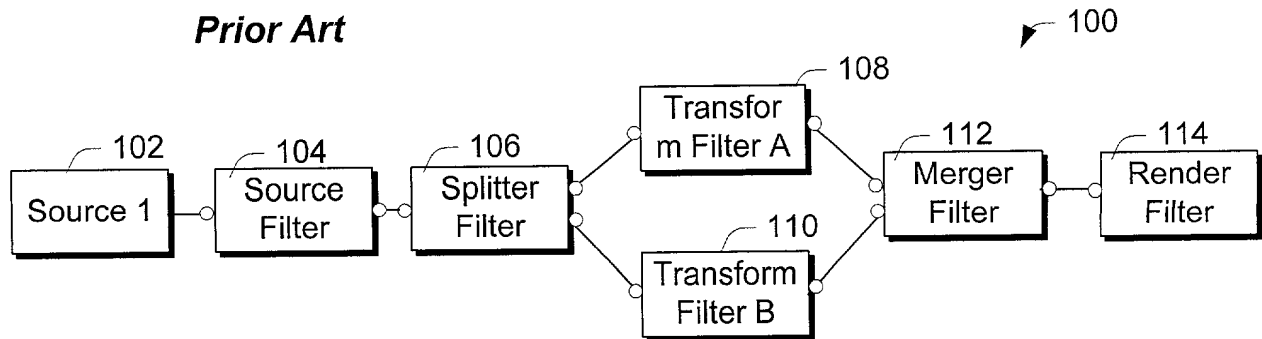 Prior Art
100
108
Transfor
m Filter A
102
Source 1
104
Source
Filter
106
Splitter
Filter
110
Transform
Filter B
112
Merger
Filter
114
Render
Filter